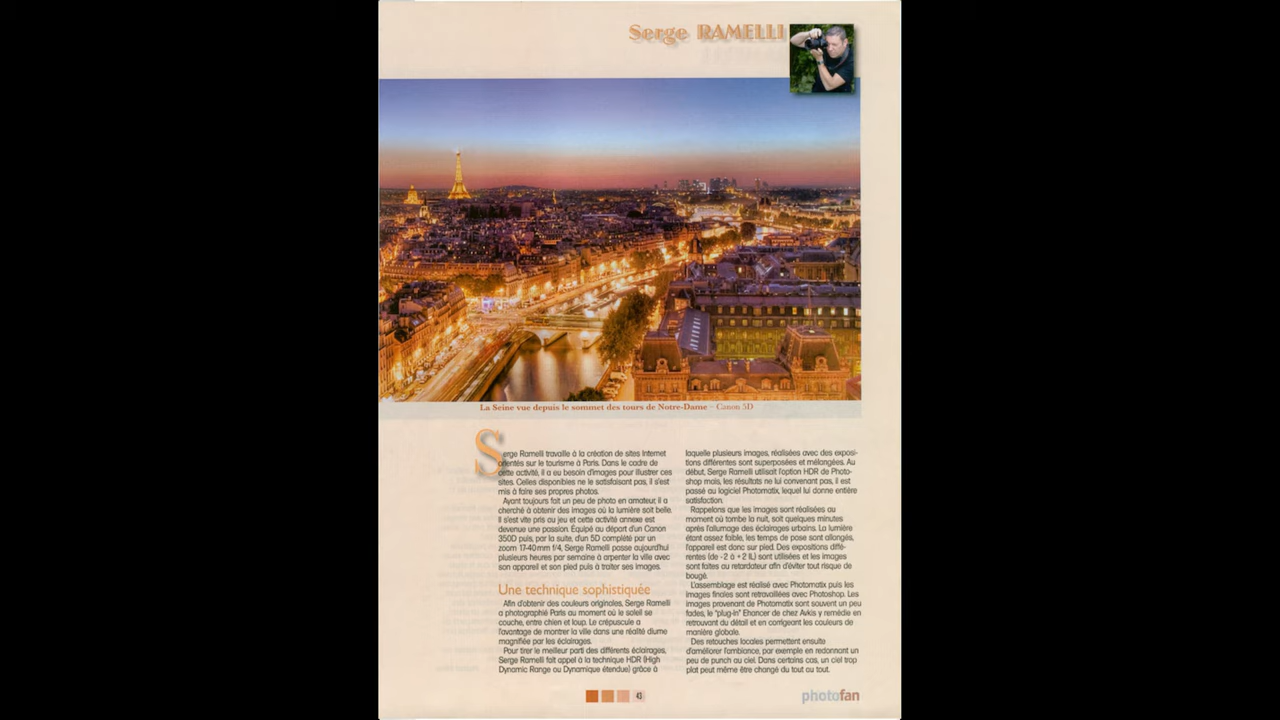 Serge RAMELLI
La Seine vue depuis le sommet des tours de Notre-Dame – Canon 5D
Serge Ramelli travaille à la création de sites Internet
orientés sur le tourisme à Paris. Dans le cadre de
cette activité, il a eu besoin d'images pour illustrer ces
sites. Celles disponibles ne le satisfaisant pas, il s'est
mis à faire ses propres photos.
Ayant toujours fait un peu de photo en amateur, il a
cherché à obtenir des images où la lumière soit belle.
Il s'est vite pris au jeu et cette activité annexe est
devenue une passion. Équipé au départ d'un Canon
350D puis, par la suite, d'un 5D complété par un
zoom 17-40 mm f/4, Serge Ramelli passe aujourd'hui
plusieurs heures par semaine à arpenter la ville avec
son appareil et son pied puis à traiter ses images.
Une technique sophistiquée
Afin d'obtenir des couleurs originales, Serge Ramelli
a photographié Paris au moment où le soleil se
couche, entre chien et loup. Le crépuscule a
l'avantage de montrer la ville dans une réalité diurne
magnifiée par les éclairages.
Pour tirer le meilleur parti des différents éclairages,
Serge Ramelli fait appel à la technique HDR (High
Dynamic Range ou Dynamique étendue) grâce à
laquelle plusieurs images, réalisées avec des exposi-
tions différentes sont superposées et mélangées. Au
début, Serge Ramelli utilisait l'option HDR de Photo-
shop mais, les résultats ne lui convenant pas, il est
passé au logiciel Photomatix, lequel lui donne entière
satisfaction.
Rappelons que les images sont réalisées au
moment où tombe la nuit, soit quelques minutes
après l'allumage des éclairages urbains. La lumière
étant assez faible, les temps de pose sont allongés,
l'appareil est donc sur pied. Des expositions diffé-
rentes (de -2 à +2 IL) sont utilisées et les images
sont faites au retardateur afin d'éviter tout risque de
bougé.
L'assemblage est réalisé avec Photomatix puis les
images finales sont retravaillées avec Photoshop. Les
images provenant de Photomatix sont souvent un peu
fades, le "plug-in" Ehancer de chez Avkis y remédie en
retrouvant du détail et en corrigeant les couleurs de
manière globale.
Des retouches locales permettent ensuite
d'améliorer l'ambiance, par exemple en redonnant un
peu de punch au ciel. Dans certains cas, un ciel trop
plat peut même être changé du tout au tout.
43
photofan